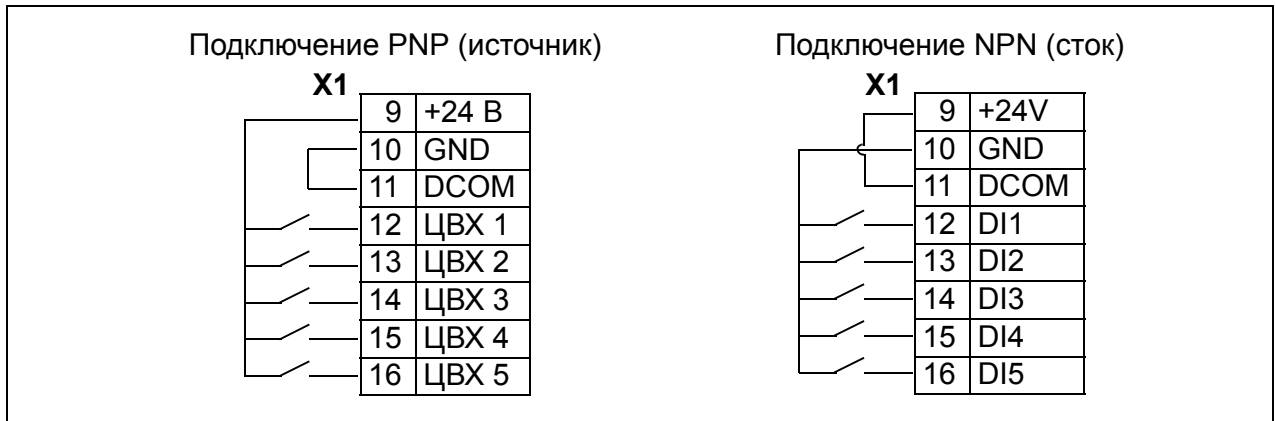 Подключение PNP (источник)
X1
9 +24 В
10 GND
11 DCOM
12 ЦВХ 1
13 ЦВХ 2
14 ЦВХ 3
15 ЦВХ 4
16 ЦВХ 5
Подключение NPN (сток)
X1
9 +24V
10 GND
11 DCOM
12 DI1
13 DI2
14 DI3
15 DI4
16 DI5